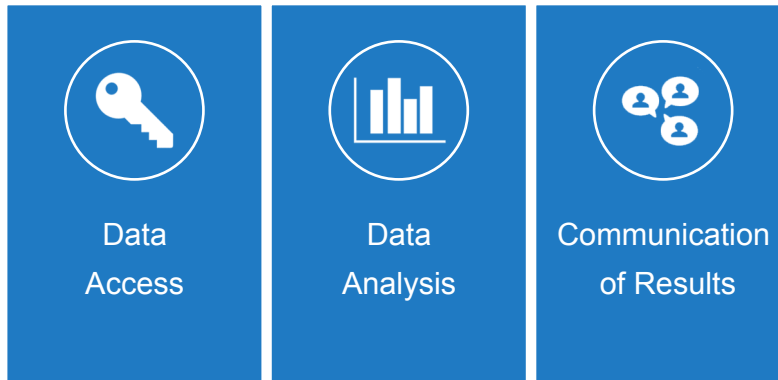 Data
Access
Data
Analysis
Communication
of Results